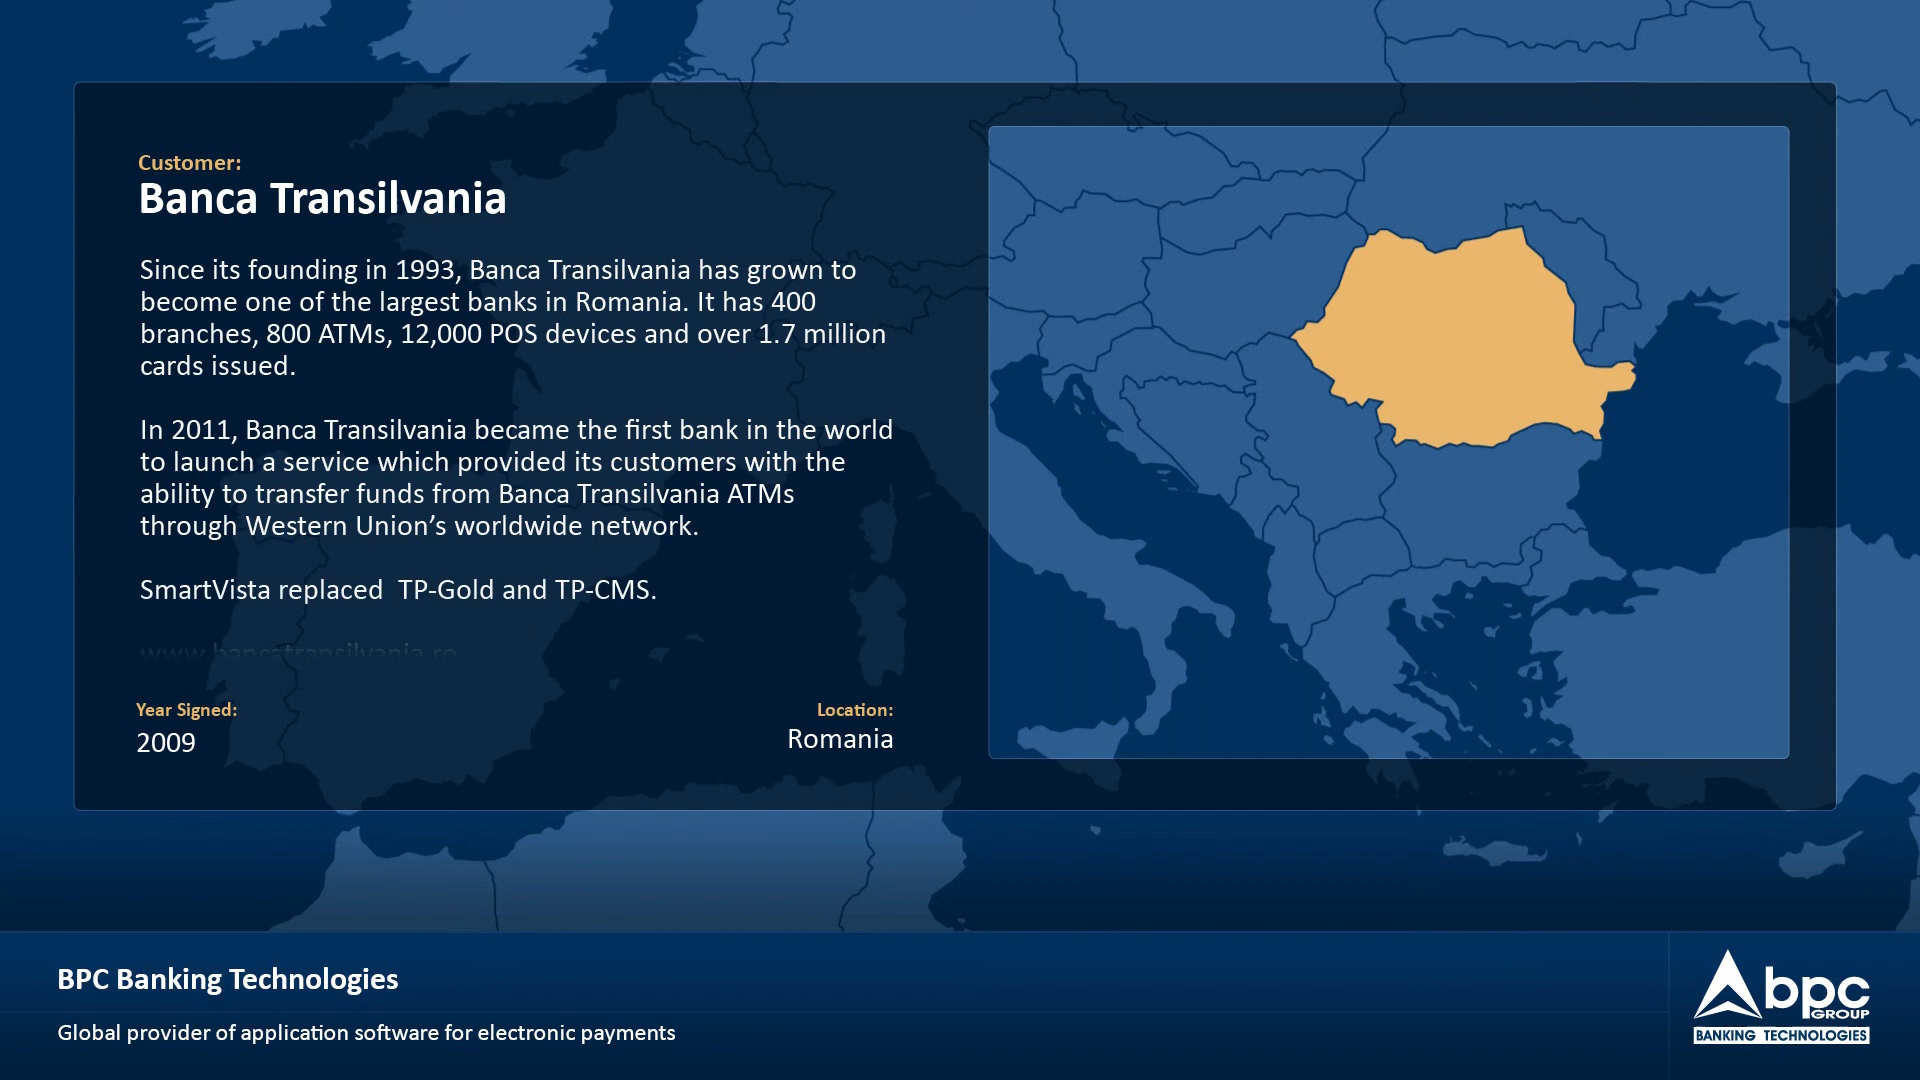 Customer:
Banca Transilvania
Since its founding in 1993, Banca Transilvania has grown to
become one of the largest banks in Romania. It has 400
branches, 800 ATMs, 12,000 POS devices and over 1.7 million
cards issued.
In 2011, Banca Transilvania became the first bank in the world
to launch a service which provided its customers with the
ability to transfer funds from Banca Transilvania ATMs
through Western Union’s worldwide network.
SmartVista replaced  TP-Gold and TP-CMS.
www.bancatransilvania.ro
Year Signed:
2009
Location:
Romania
BPC Banking Technologies
Global provider of application software for electronic payments
bpc
GROUP
BANKING TECHNOLOGIES